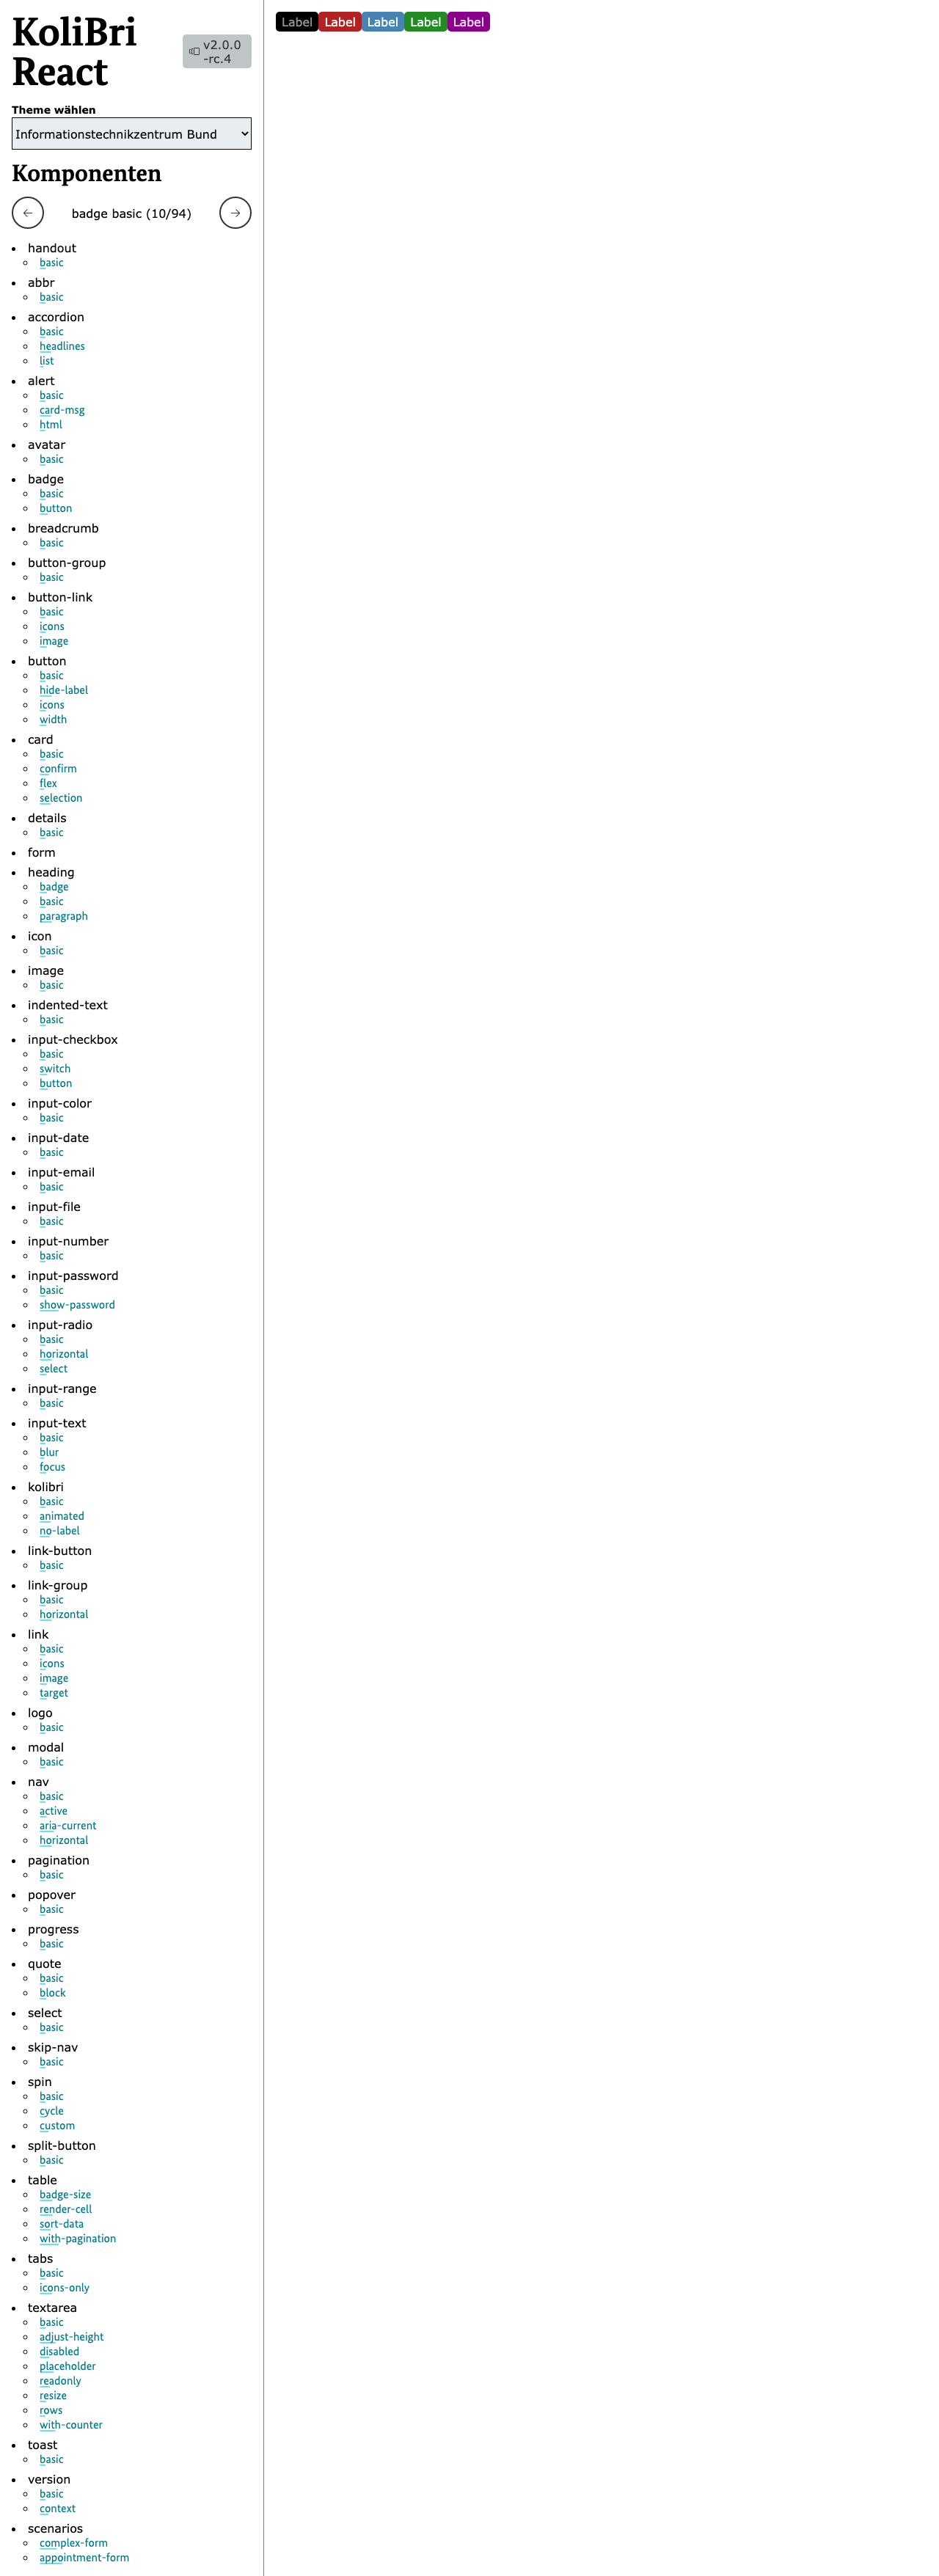 KoliBri
React
v2.0.0
-rc.4
Theme wählen
Informationstechnikzentrum Bund
Komponenten
badge basic (10/94)
handout
basic
abbr
basic
accordion
basic
headlines
list
alert
basic
card-msg
html
avatar
basic
badge
basic
button
breadcrumb
basic
button-group
basic
button-link
basic
icons
image
button
basic
hide-label
icons
width
card
basic
confirm
flex
selection
details
basic
form
heading
badge
basic
paragraph
icon
basic
image
basic
indented-text
basic
input-checkbox
basic
switch
button
input-color
basic
input-date
basic
input-email
basic
input-file
basic
input-number
basic
input-password
basic
show-password
input-radio
basic
horizontal
select
input-range
basic
input-text
basic
blur
focus
kolibri
basic
animated
no-label
link-button
basic
link-group
basic
horizontal
link
basic
icons
image
target
logo
basic
modal
basic
nav
basic
active
aria-current
horizontal
pagination
basic
popover
basic
progress
basic
quote
basic
block
select
basic
skip-nav
basic
spin
basic
cycle
custom
split-button
basic
table
badge-size
render-cell
sort-data
with-pagination
tabs
basic
icons-only
textarea
basic
adjust-height
disabled
placeholder
readonly
resize
rows
with-counter
toast
basic
version
basic
context
scenarios
complex-form
appointment-form
Label Label Label Label Label